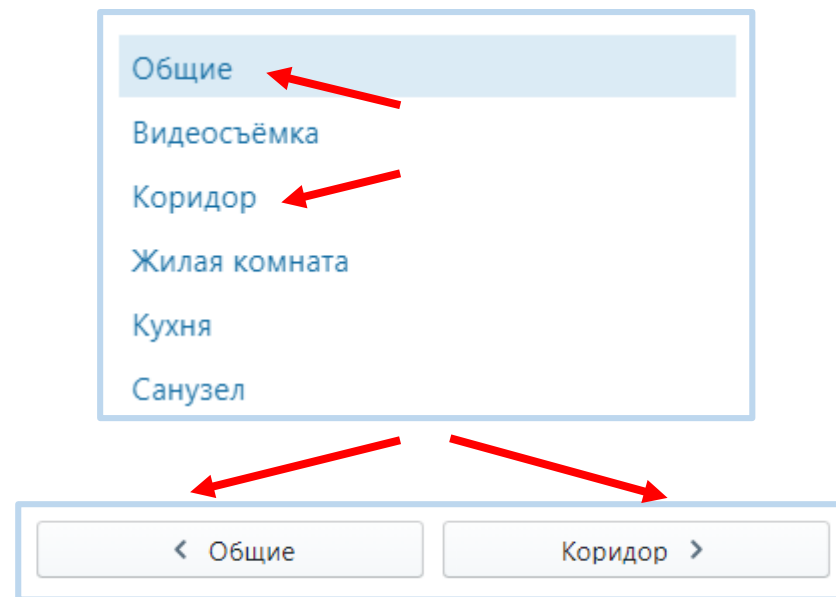 Общие
Видеосъёмка
Коридор
Жилая комната
Кухня
Санузел
Общие
Коридор